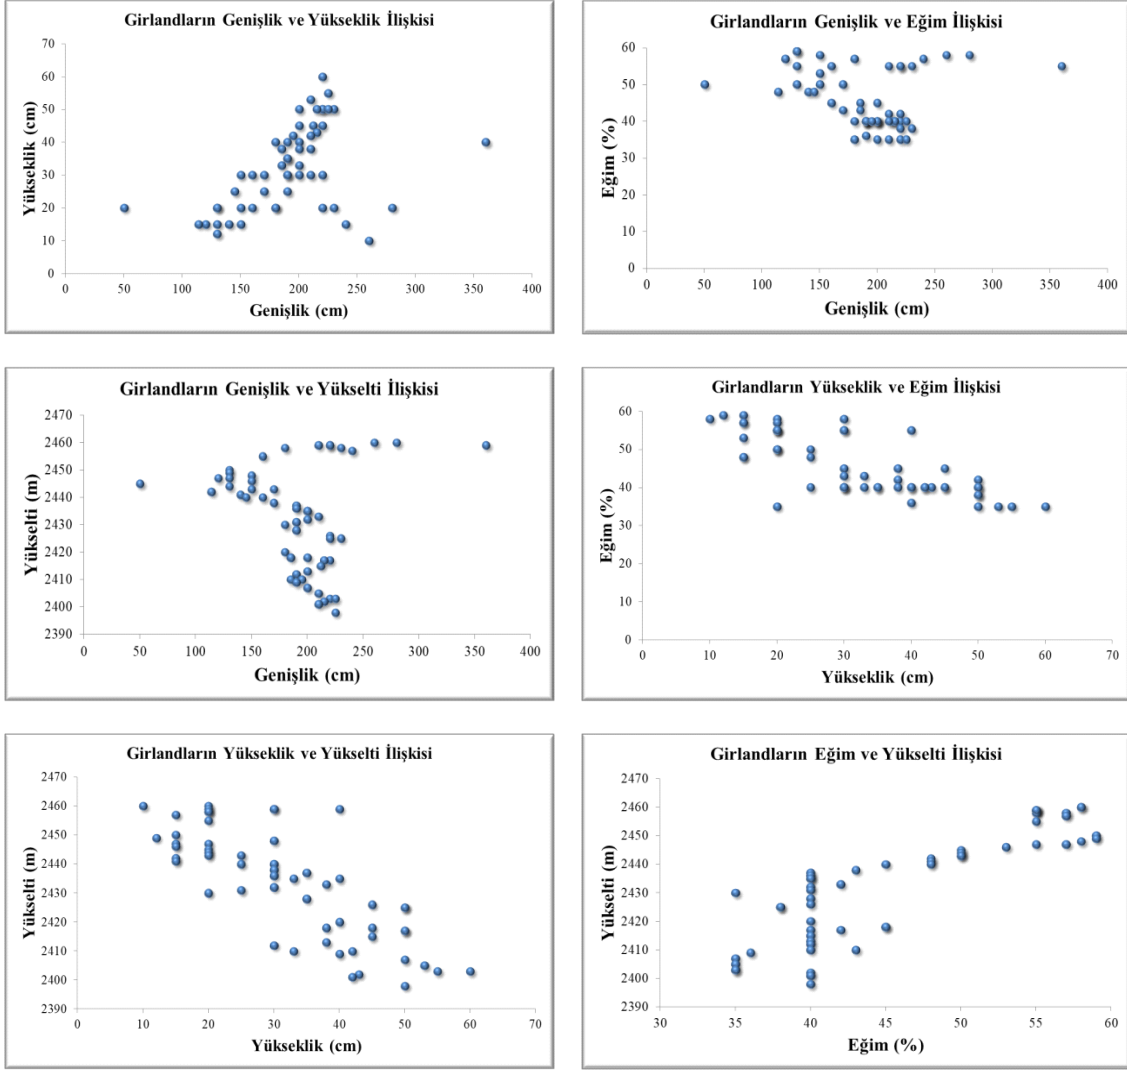 Girlandların Genişlik ve Yükseklik İlişkisi
Yükseklik (cm)
70
60
50
40
30
20
10
0
0 50 100 150 200 250 300 350 400
Genişlik (cm)
Girlandların Genişlik ve Eğim İlişkisi
Eğim (%)
60
50
40
30
20
10
0
0 50 100 150 200 250 300 350 400
Genişlik (cm)
Girlandların Genişlik ve Yükselti İlişkisi
Yükselti (m)
2470
2460
2450
2440
2430
2420
2410
2400
2390
0 50 100 150 200 250 300 350 400
Genişlik (cm)
Girlandların Yükseklik ve Eğim İlişkisi
Eğim (%)
60
50
40
30
20
10
0
0 10 20 30 40 50 60 70
Yükseklik (cm)
Girlandların Yükseklik ve Yükselti İlişkisi
Yükselti (m)
2470
2460
2450
2440
2430
2420
2410
2400
2390
0 10 20 30 40 50 60 70
Yükseklik (cm)
Girlandların Eğim ve Yükselti İlişkisi
Yükselti (m)
2470
2460
2450
2440
2430
2420
2410
2400
2390
30 35 40 45 50 55 60
Eğim (%)